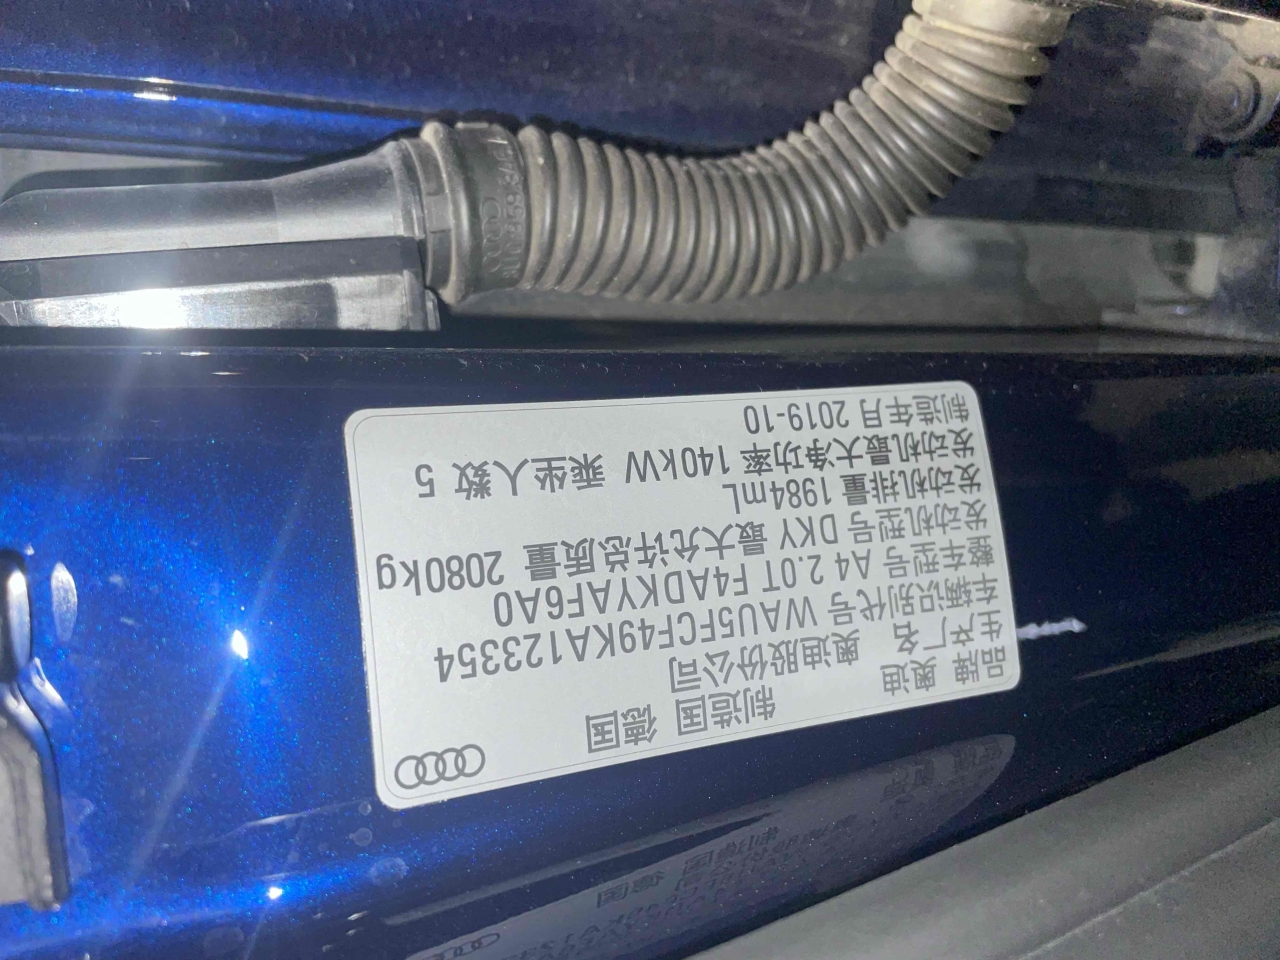 品牌 奥迪 制造国 德国
生产厂名 奥迪股份公司
车辆识别代号 WAU5FCF49KA123354
整车型号 A4 2.0T F4ADKYAF6A0
发动机型号 DKY 最大允许总质量 2080kg
发动机排量 1984mL
发动机最大净功率 140kW 乘坐人数 5
制造年月 2019-10